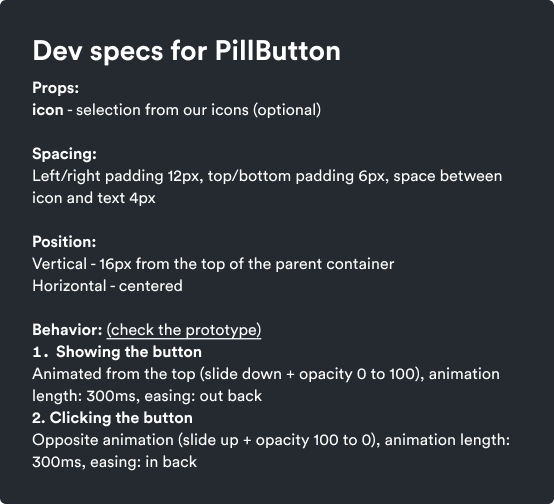 Dev specs for PillButton
Props:
icon - selection from our icons (optional)
Spacing:
Left/right padding 12px, top/bottom padding 6px, space between
icon and text 4px
Position:
Vertical - 16px from the top of the parent container
Horizontal - centered
Behavior: (check the prototype)
1. Showing the button
Animated from the top (slide down + opacity 0 to 100), animation
length: 300ms, easing: out back
2. Clicking the button
Opposite animation (slide up + opacity 100 to 0), animation length:
300ms, easing: in back